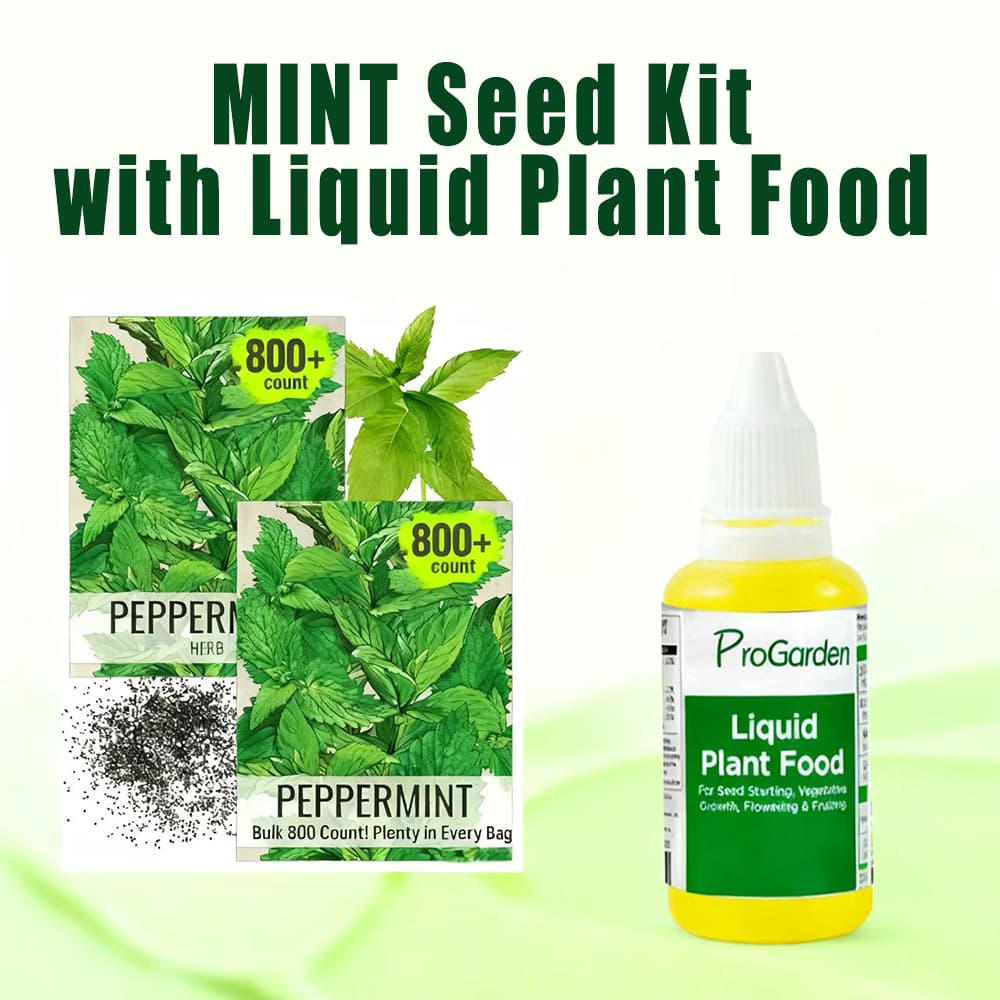 MINT Seed Kit
with Liquid Plant Food
800+
count
PEPPERM
HERB
800+
count
PEPPERMINT
Bulk 800 Count! Plenty in Every Bag
ProGarden
Liquid
Plant Food
For Seed Starting, Vegetative
Growth, Flowering & Fruiting